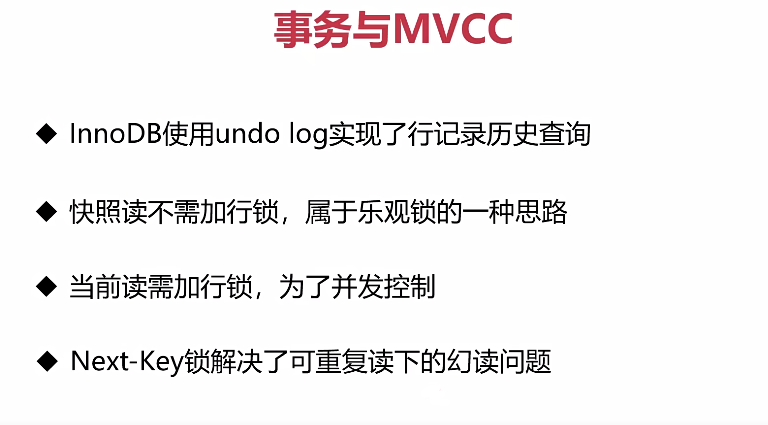 事务与MVCC
◆ InnoDB使用undo log实现了行记录历史查询
◆ 快照读不需加行锁，属于乐观锁的一种思路
◆ 当前读需加行锁，为了并发控制
◆ Next-Key锁解决了可重复读下的幻读问题